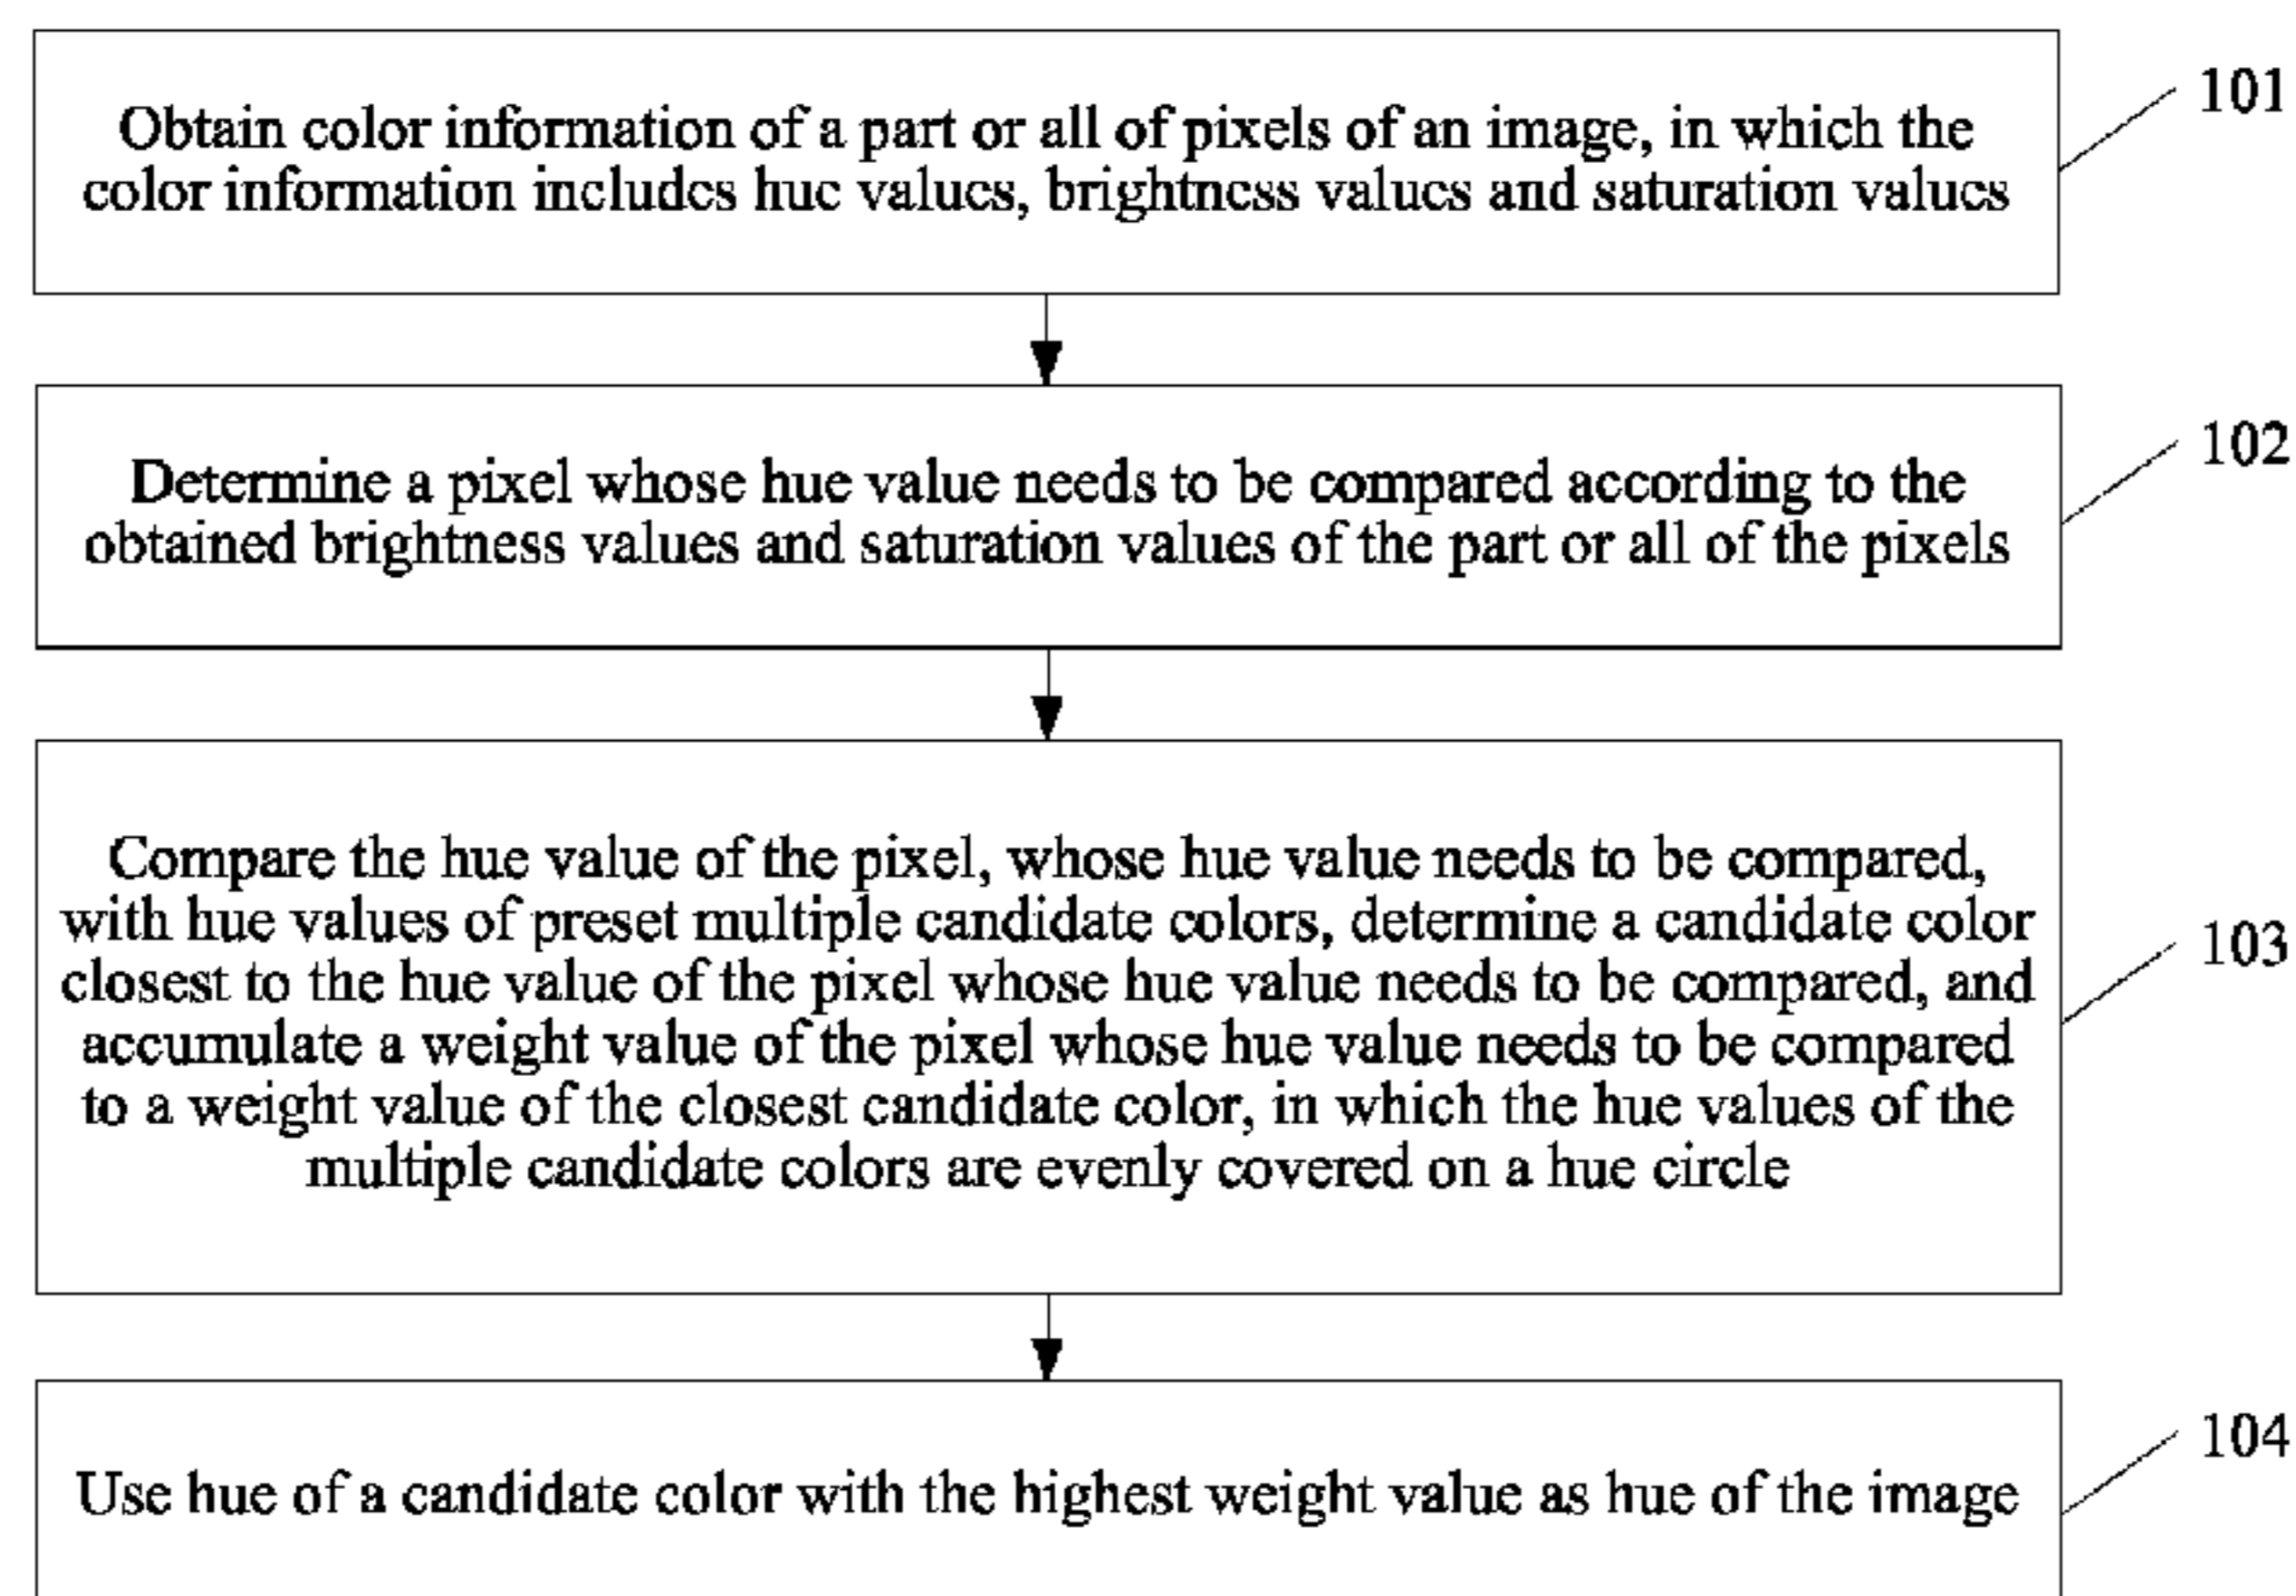 Obtain color information of a part or all of pixels of an image, in which the
color information includes hue values, brightness values and saturation values
101
Determine a pixel whose hue value needs to be compared according to the
obtained brightness values and saturation values of the part or all of the pixels
102
Compare the hue value of the pixel, whose hue value needs to be compared,
with hue values of preset multiple candidate colors, determine a candidate color
closest to the hue value of the pixel whose hue value needs to be compared, and
accumulate a weight value of the pixel whose hue value needs to be compared
to a weight value of the closest candidate color, in which the hue values of the
multiple candidate colors are evenly covered on a hue circle
103
Use hue of a candidate color with the highest weight value as hue of the image
104